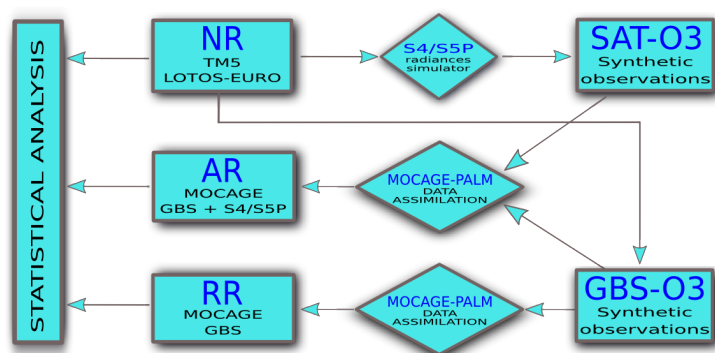 STATISTICAL ANALYSIS
NR
TM5
LOTOS-EURO
S4/S5P
radiances
simulator
SAT-O3
Synthetic
observations
AR
MOCAGE
GBS + S4/S5P
MOCAGE-PALM
DATA
ASSIMILATION
RR
MOCAGE
GBS
MOCAGE-PALM
DATA
ASSIMILATION
GBS-O3
Synthetic
observations